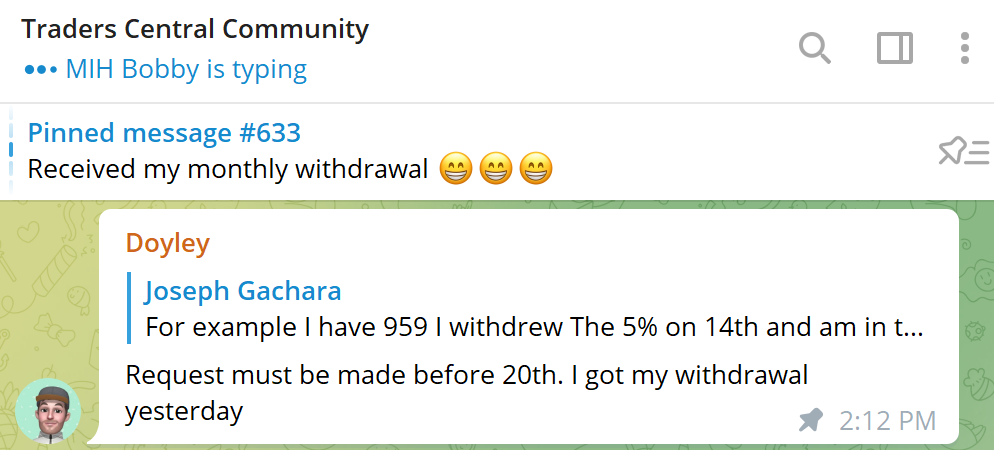 Traders Central Community
MIH Bobby is typing
Pinned message #633
Received my monthly withdrawal 😁😁😁
Doyley
Joseph Gachara
For example I have 959 I withdrew The 5% on 14th and am in t...
Request must be made before 20th. I got my withdrawal
yesterday
2:12 PM